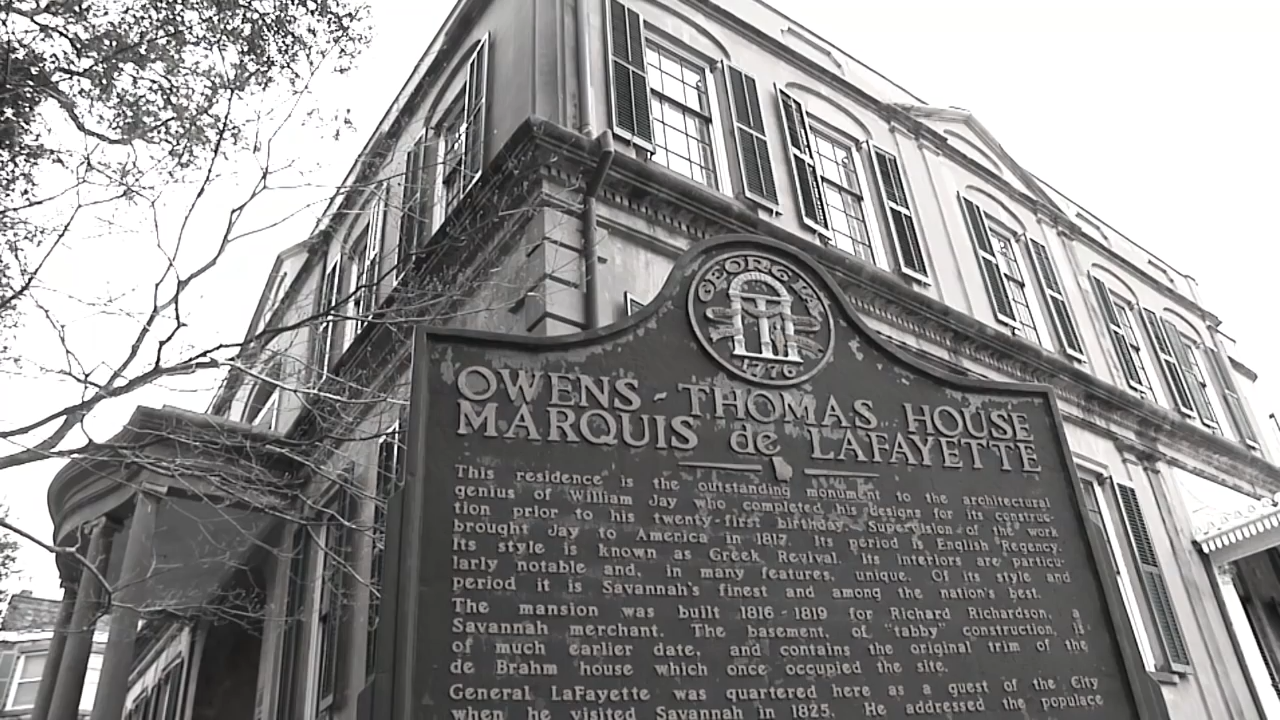 GEORGIA
1776
OWENS-THOMAS HOUSE
MARQUIS de LAFAYETTE
This residence is the outstanding monument to the architectural
genius of William Jay who completed his designs for its construc-
tion prior to his twenty-first birthday. Supervision of the work
brought Jay to America in 1817. Its period is English Regency.
Its style is known as Greek Revival. Its interiors are particu-
larly notable and, in many features, unique. Of its style and
period it is Savannah's finest and among the nation's best.
The mansion was built 1816-1819 for Richard Richardson, a
Savannah merchant. The basement, of "tabby" construction, is
of much earlier date, and contains the original trim of the
de Brahm house which once occupied the site.
General LaFayette was quartered here as a guest of the City
when he visited Savannah in 1825. He addressed the populace